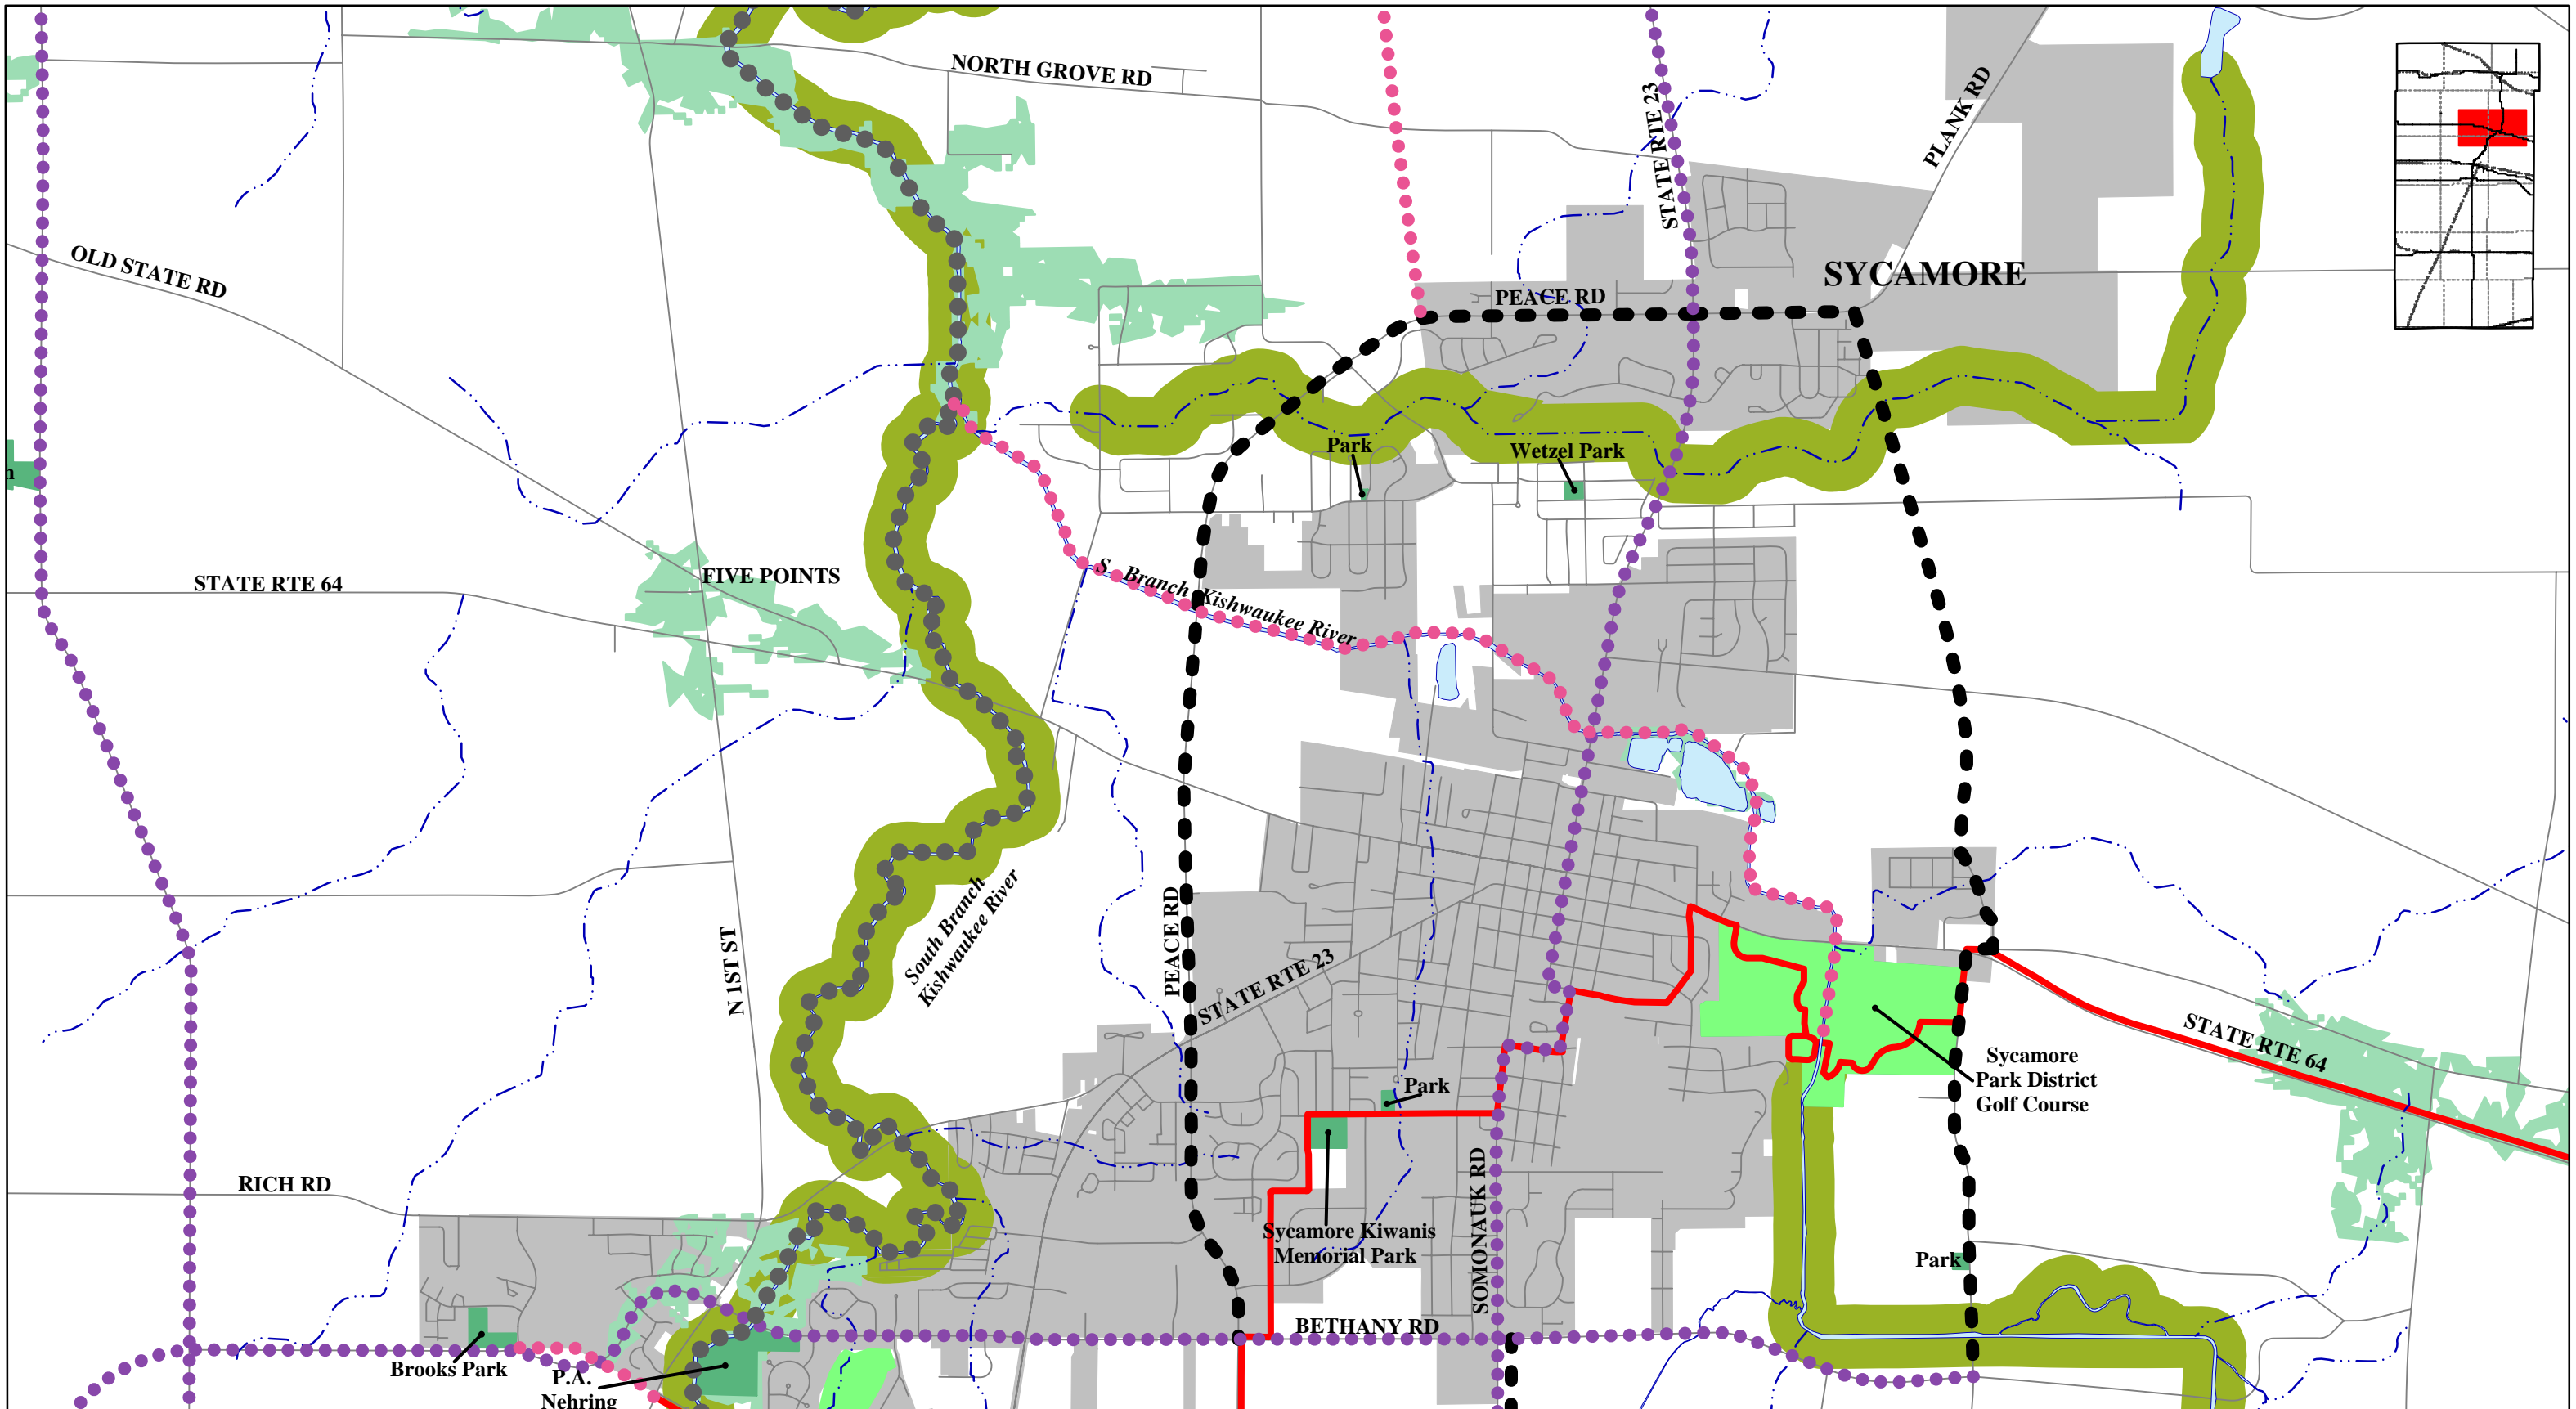 NORTH GROVE RD
STATE RTE 23
PLANK RD
OLD STATE RD
SYCAMORE
PEACE RD
Park
Wetzel Park
STATE RTE 64
FIVE POINTS
S Branch Kishwaukee River
South Branch
Kishwaukee River
N 1ST ST
PEACE RD
STATE RTE 23
STATE RTE 64
Sycamore
Park District
Golf Course
Park
RICH RD
SOMONAUK RD
Sycamore Kiwanis
Memorial Park
Park
BETHANY RD
Brooks Park
P.A.
Nehring